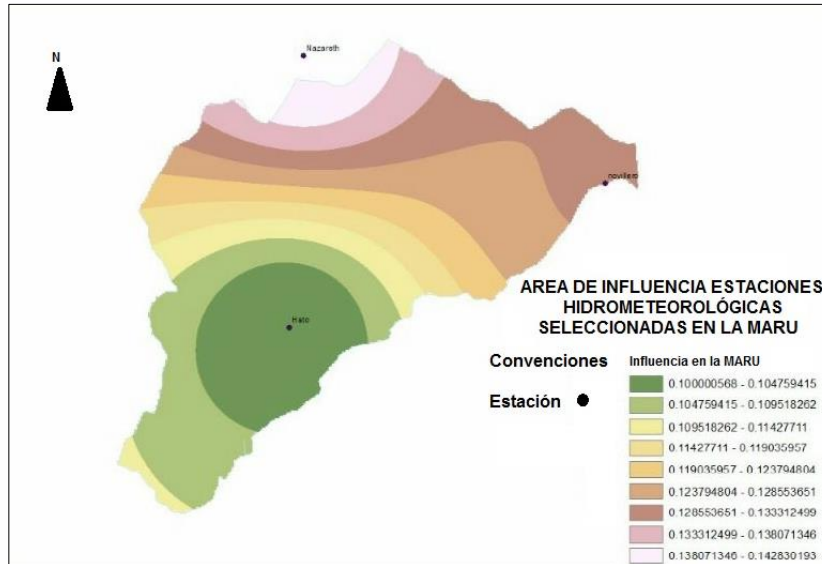 Nazareth
N
novillero
AREA DE INFLUENCIA ESTACIONES
HIDROMETEOROLÓGICAS
SELECCIONADAS EN LA MARU
Hato
Convenciones
Influencia en la MARU
Estación
0.100000568 - 0.104759415
0.104759415 - 0.109518262
0.109518262 - 0.11427711
0.11427711 - 0.119035957
0.119035957 - 0.123794804
0.123794804 - 0.128553651
0.128553651 - 0.133312499
0.133312499 - 0.138071346
0.138071346 - 0.142830193